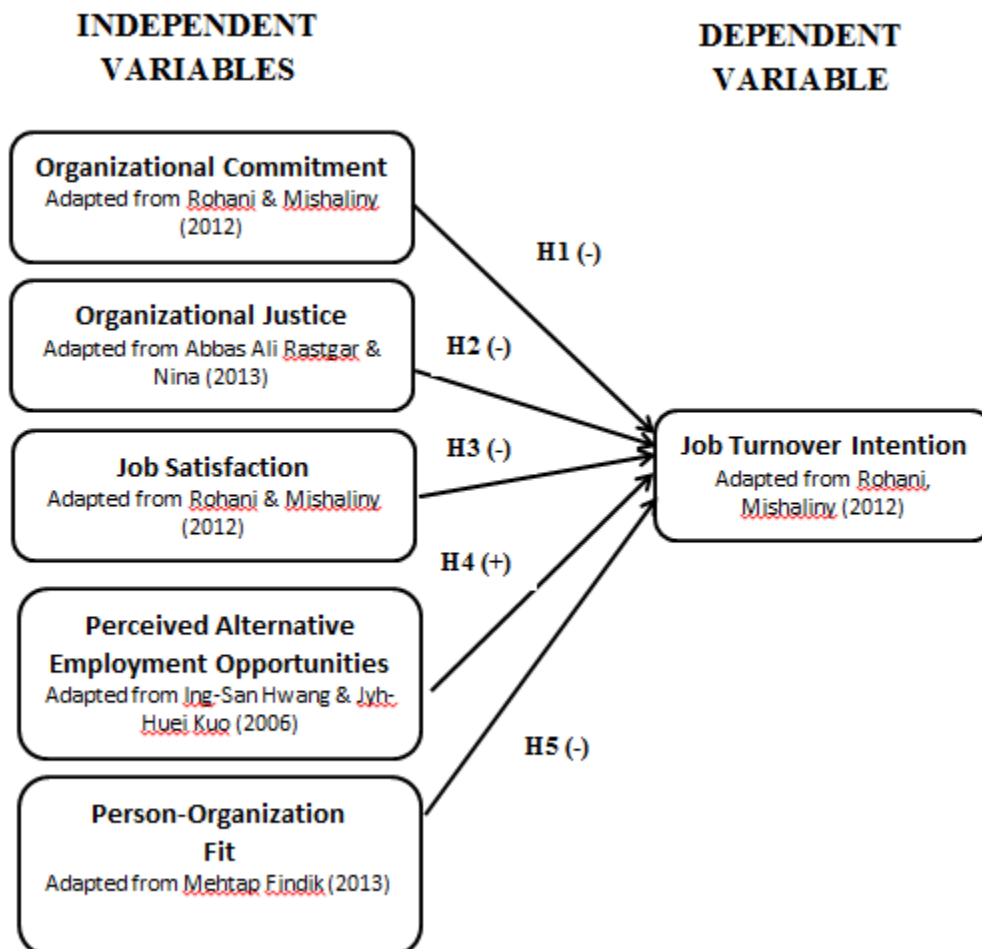 INDEPENDENT
VARIABLES
DEPENDENT
VARIABLE
Organizational Commitment
Adapted from Rohani & Mishaliny
(2012)
H1 (-)
Organizational Justice
Adapted from Abbas Ali Rastgar &
Nina (2013)
H2 (-)
Job Satisfaction
Adapted from Rohani & Mishaliny
(2012)
H3 (-)
Job Turnover Intention
Adapted from Rohani,
Mishaliny (2012)
H4 (+)
Perceived Alternative
Employment Opportunities
Adapted from Ing-San Hwang & Jyh-
Huei Kuo (2006)
H5 (-)
Person-Organization
Fit
Adapted from Mehtap Findik (2013)